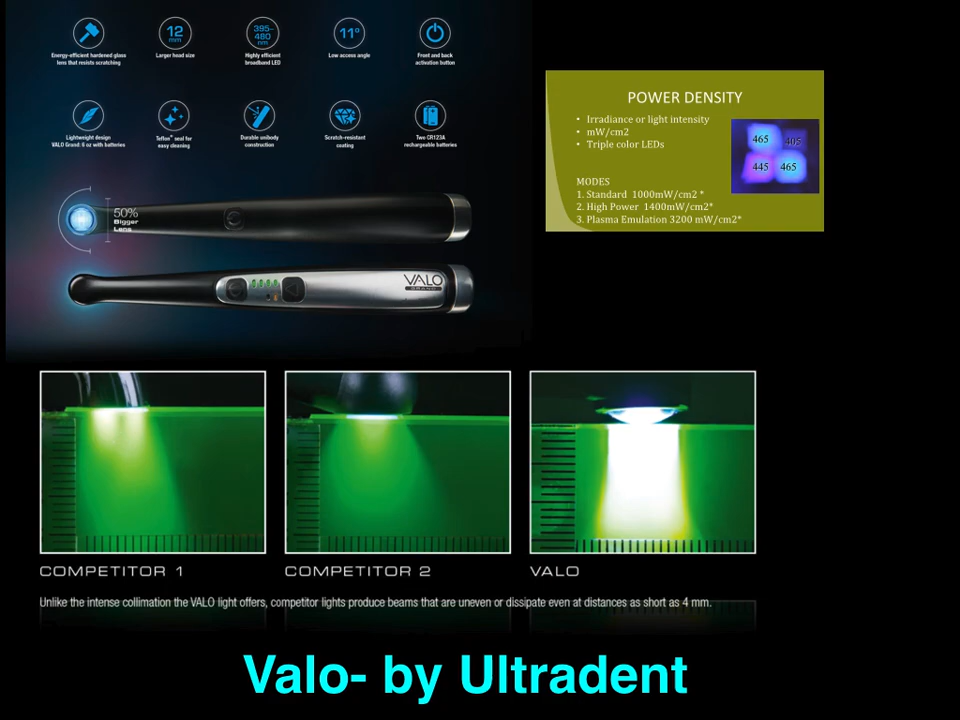 12
mm
395–
480
nm
11°
Energy-efficient hardened glass
lens that resists scratching
Larger head size
Highly efficient
broadband LED
Low access angle
Front and back
activation button
Lightweight design
VALO Grand: 6 oz with batteries
Teflon® seal for
easy cleaning
Durable unibody
construction
Scratch-resistant
coating
Two CR123A
rechargeable batteries
50%
Bigger
Lens
VALO
GRAND
POWER DENSITY
• Irradiance or light intensity
• mW/cm2
• Triple color LEDs
465
405
445
465
MODES
1. Standard 1000mW/cm2 *
2. High Power 1400mW/cm2*
3. Plasma Emulation 3200 mW/cm2*
COMPETITOR 1
COMPETITOR 2
VALO
Unlike the intense collimation the VALO light offers, competitor lights produce beams that are uneven or dissipate even at distances as short as 4 mm.
Valo- by Ultradent